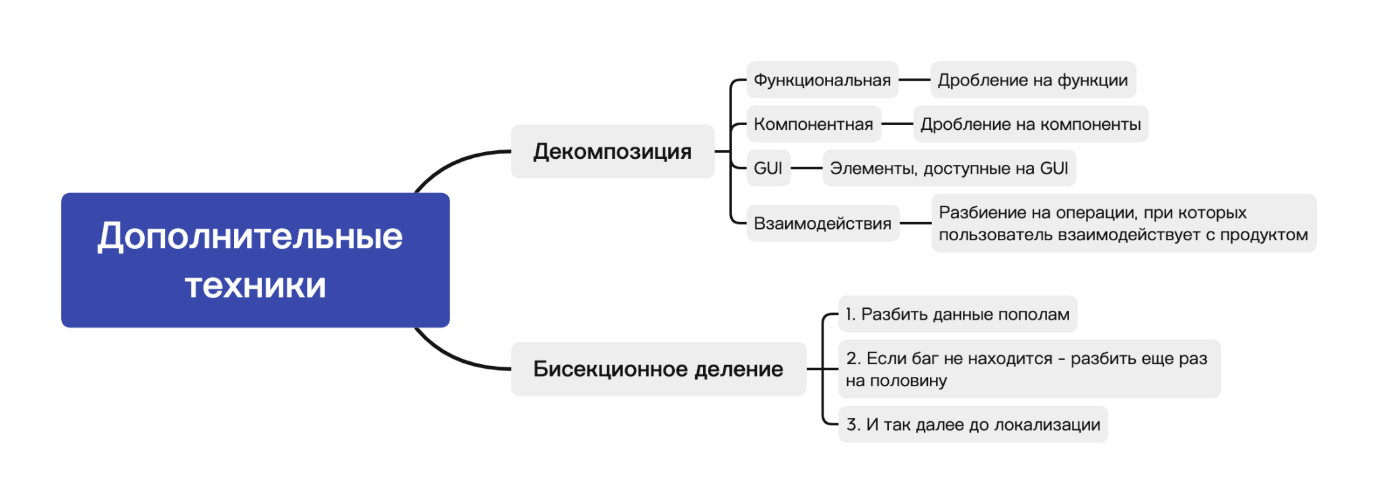 Дополнительные
техники
Декомпозиция
Функциональная
Дробление на функции
Компонентная
Дробление на компоненты
GUI
Элементы, доступные на GUI
Взаимодействия
Разбиение на операции, при которых
пользователь взаимодействует с продуктом
Бисекционное деление
1. Разбить данные пополам
2. Если баг не находится - разбить еще раз
на половину
3. И так далее до локализации